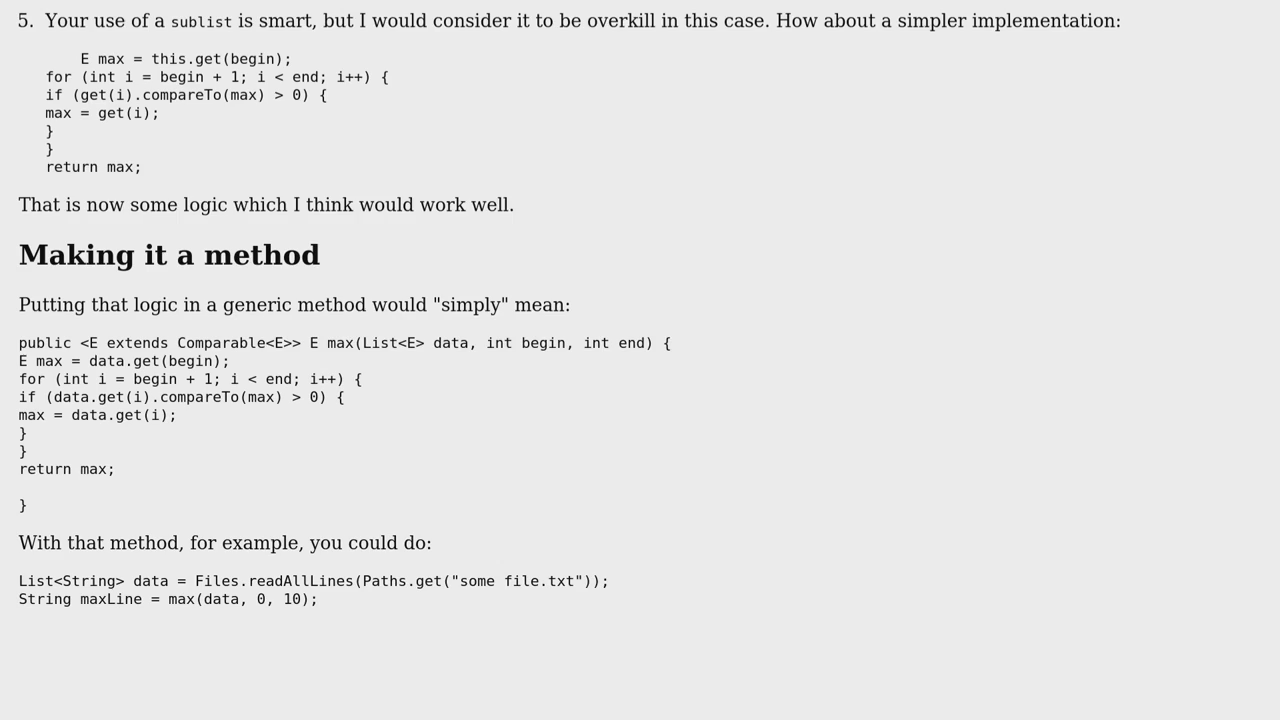 5. Your use of a sublist is smart, but I would consider it to be overkill in this case. How about a simpler implementation:
    E max = this.get(begin);
for (int i = begin + 1; i < end; i++) {
if (get(i).compareTo(max) > 0) {
max = get(i);
}
}
return max;
That is now some logic which I think would work well.
Making it a method
Putting that logic in a generic method would "simply" mean:
public <E extends Comparable<E>> E max(List<E> data, int begin, int end) {
E max = data.get(begin);
for (int i = begin + 1; i < end; i++) {
if (data.get(i).compareTo(max) > 0) {
max = data.get(i);
}
}
return max;

}
With that method, for example, you could do:
List<String> data = Files.readAllLines(Paths.get("some file.txt"));
String maxLine = max(data, 0, 10);